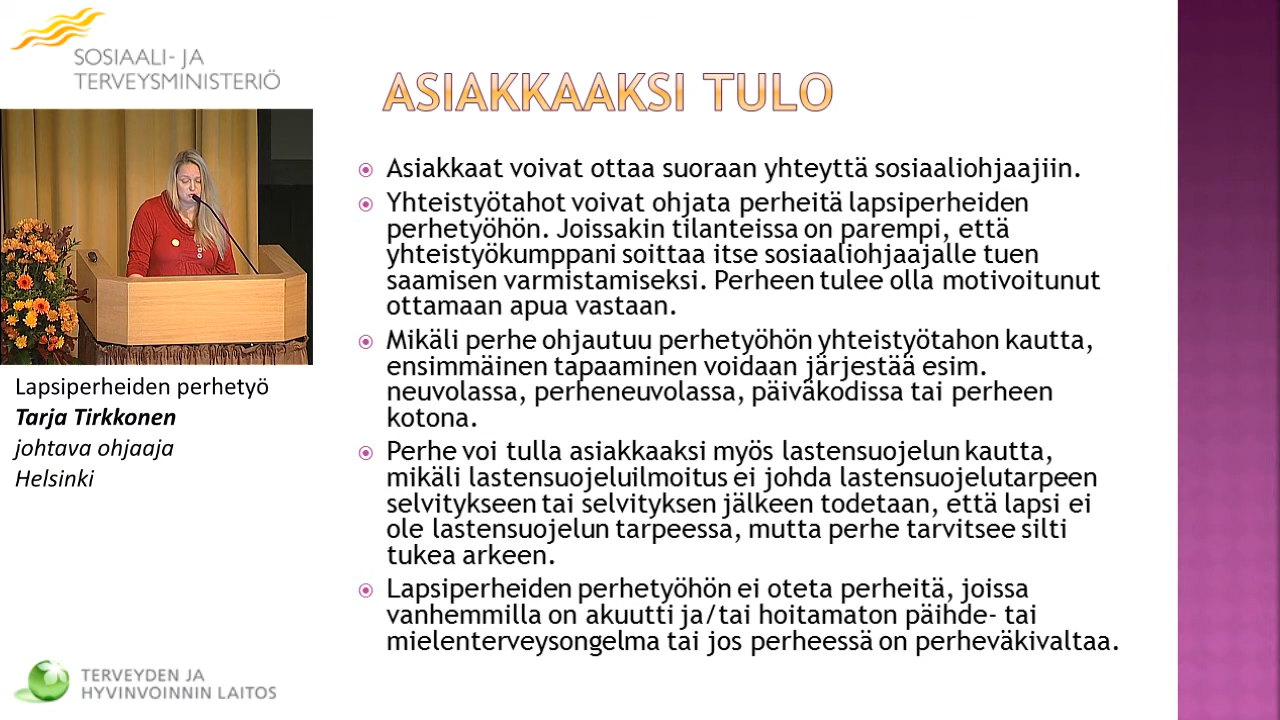 SOSIAALI- JA
TERVEYSMINISTERIÖ
Lapsiperheiden perhetyö
Tarja Tirkkonen
johtava ohjaaja
Helsinki
TERVEYDEN JA
HYVINVOINNIN LAITOS
ASIAKKAAKSI TULO
Asiakkaat voivat ottaa suoraan yhteyttä sosiaaliohjaajiin.
Yhteistyötahot voivat ohjata perheitä lapsiperheiden
perhetyöhön. Joissakin tilanteissa on parempi, että
yhteistyökumppani soittaa itse sosiaaliohjaajalle tuen
saamisen varmistamiseksi. Perheen tulee olla motivoitunut
ottamaan apua vastaan.
Mikäli perhe ohjautuu perhetyöhön yhteistyötahon kautta,
ensimmäinen tapaaminen voidaan järjestää esim.
neuvolassa, perheneuvolassa, päiväkodissa tai perheen
kotona.
Perhe voi tulla asiakkaaksi myös lastensuojelun kautta,
mikäli lastensuojeluilmoitus ei johda lastensuojelutarpeen
selvitykseen tai selvityksen jälkeen todetaan, että lapsi ei
ole lastensuojelun tarpeessa, mutta perhe tarvitsee silti
tukea arkeen.
Lapsiperheiden perhetyöhön ei oteta perheitä, joissa
vanhemmilla on akuutti ja/tai hoitamaton päihde- tai
mielenterveysongelma tai jos perheessä on perheväkivaltaa.